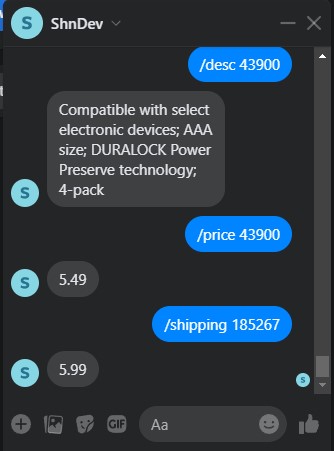 S ShnDev
/desc 43900
Compatible with select
electronic devices; AAA
size; DURALOCK Power
Preserve technology;
4-pack
S
/price 43900
S 5.49
/shipping 185267
S 5.99
S
GIF Aa